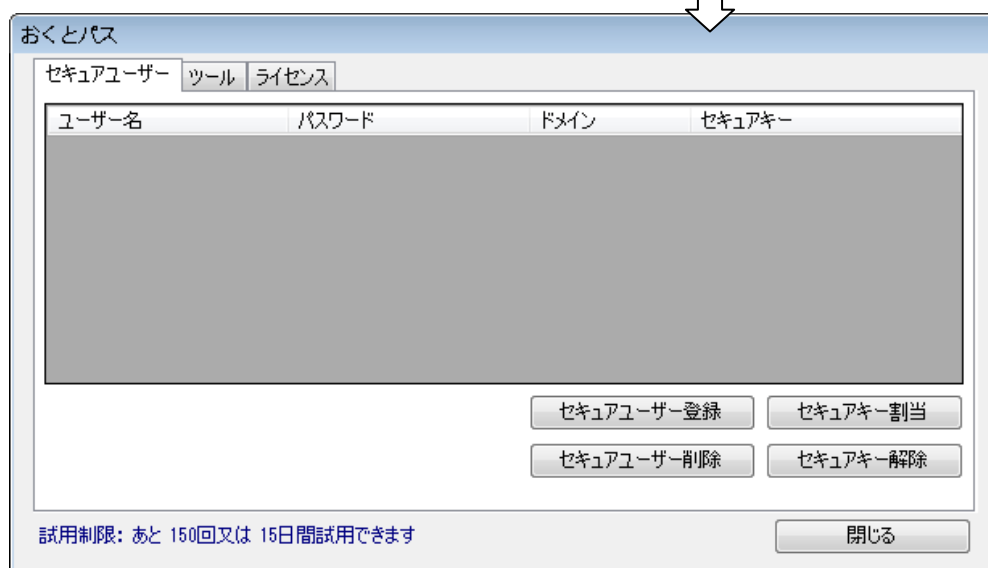 おくとパス
セキュアユーザー ツール ライセンス
ユーザー名 パスワード ドメイン セキュアキー
セキュアユーザー登録 セキュアキー割当
セキュアユーザー削除 セキュアキー解除
試用制限: あと 150回又は 15日間試用できます 閉じる